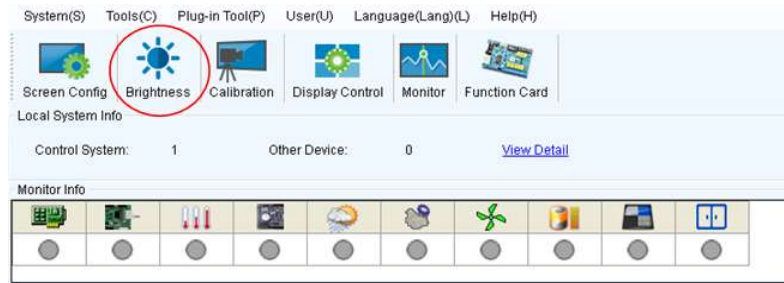 System(S) Tools(C) Plug-in Tool(P) User(U) Language(Lang)(L) Help(H)
Screen Config Brightness Calibration Display Control Monitor Function Card
Local System Info
Control System: 1 Other Device: 0 View Detail
Monitor Info